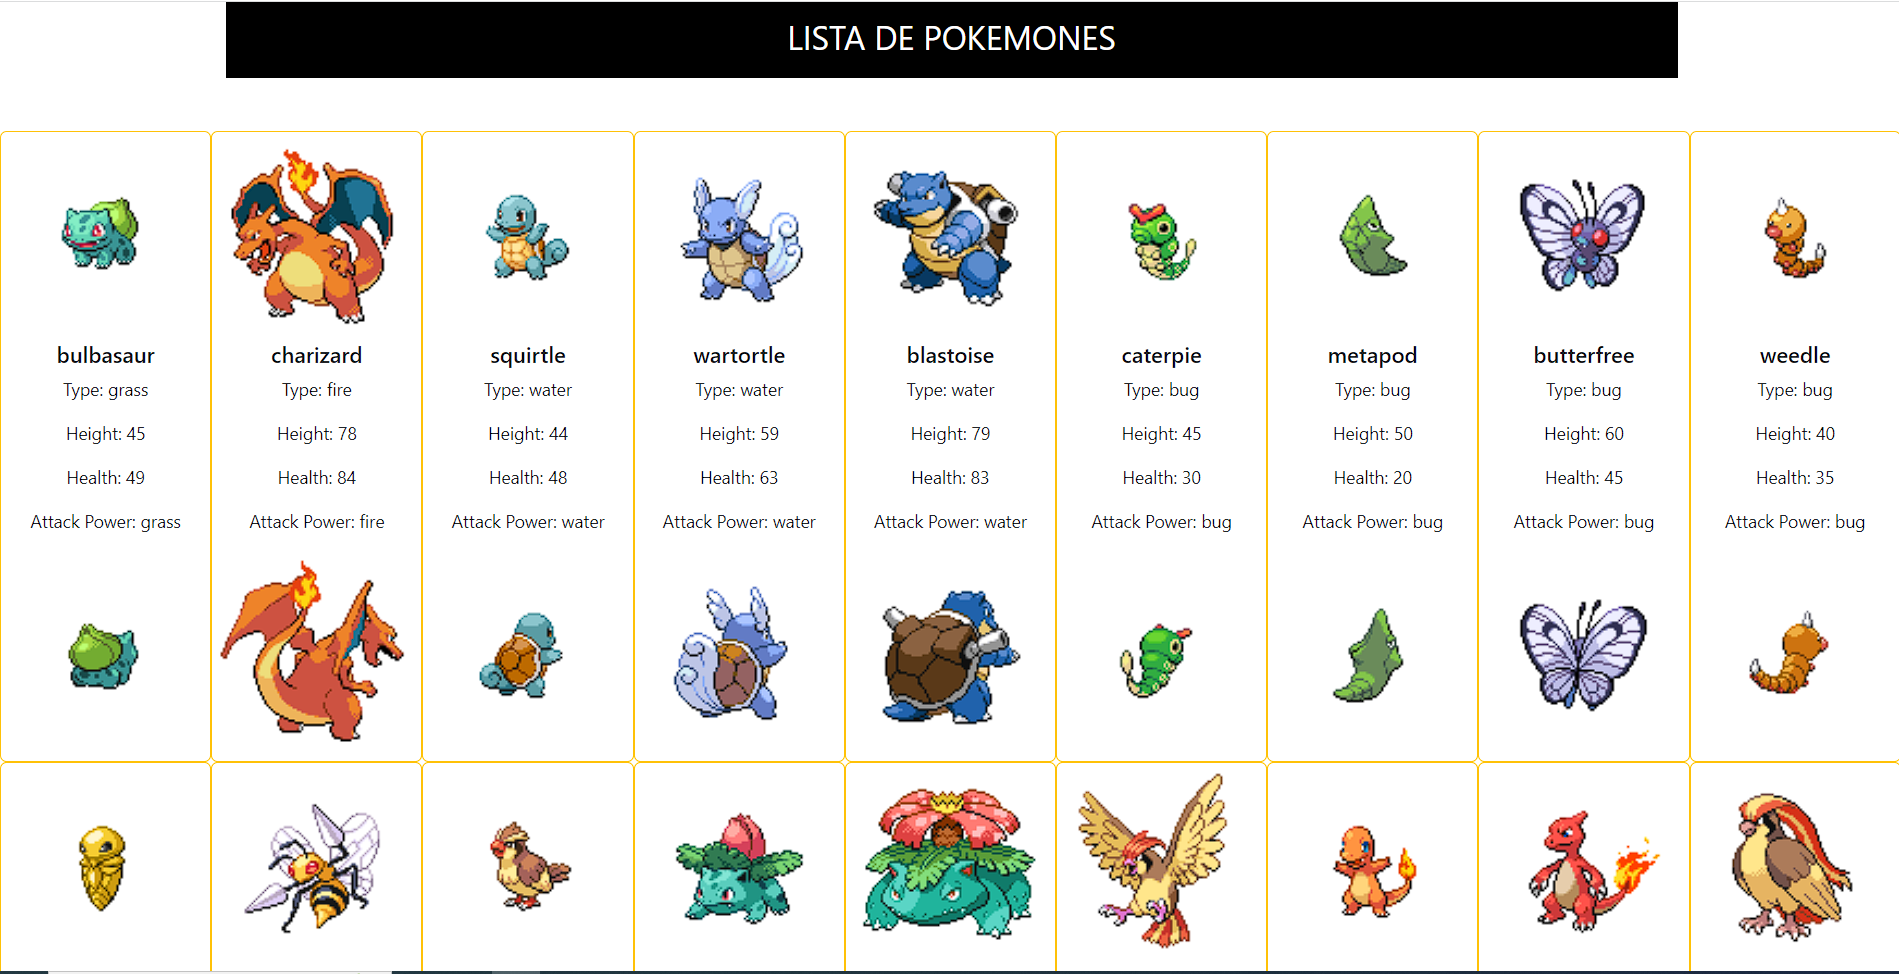 LISTA DE POKEMONES
bulbasaur
Type: grass
Height: 45
Health: 49
Attack Power: grass
charizard
Type: fire
Height: 78
Health: 84
Attack Power: fire
squirtle
Type: water
Height: 44
Health: 48
Attack Power: water
wartortle
Type: water
Height: 59
Health: 63
Attack Power: water
blastoise
Type: water
Height: 79
Health: 83
Attack Power: water
caterpie
Type: bug
Height: 45
Health: 30
Attack Power: bug
metapod
Type: bug
Height: 50
Health: 20
Attack Power: bug
butterfree
Type: bug
Height: 60
Health: 45
Attack Power: bug
weedle
Type: bug
Height: 40
Health: 35
Attack Power: bug